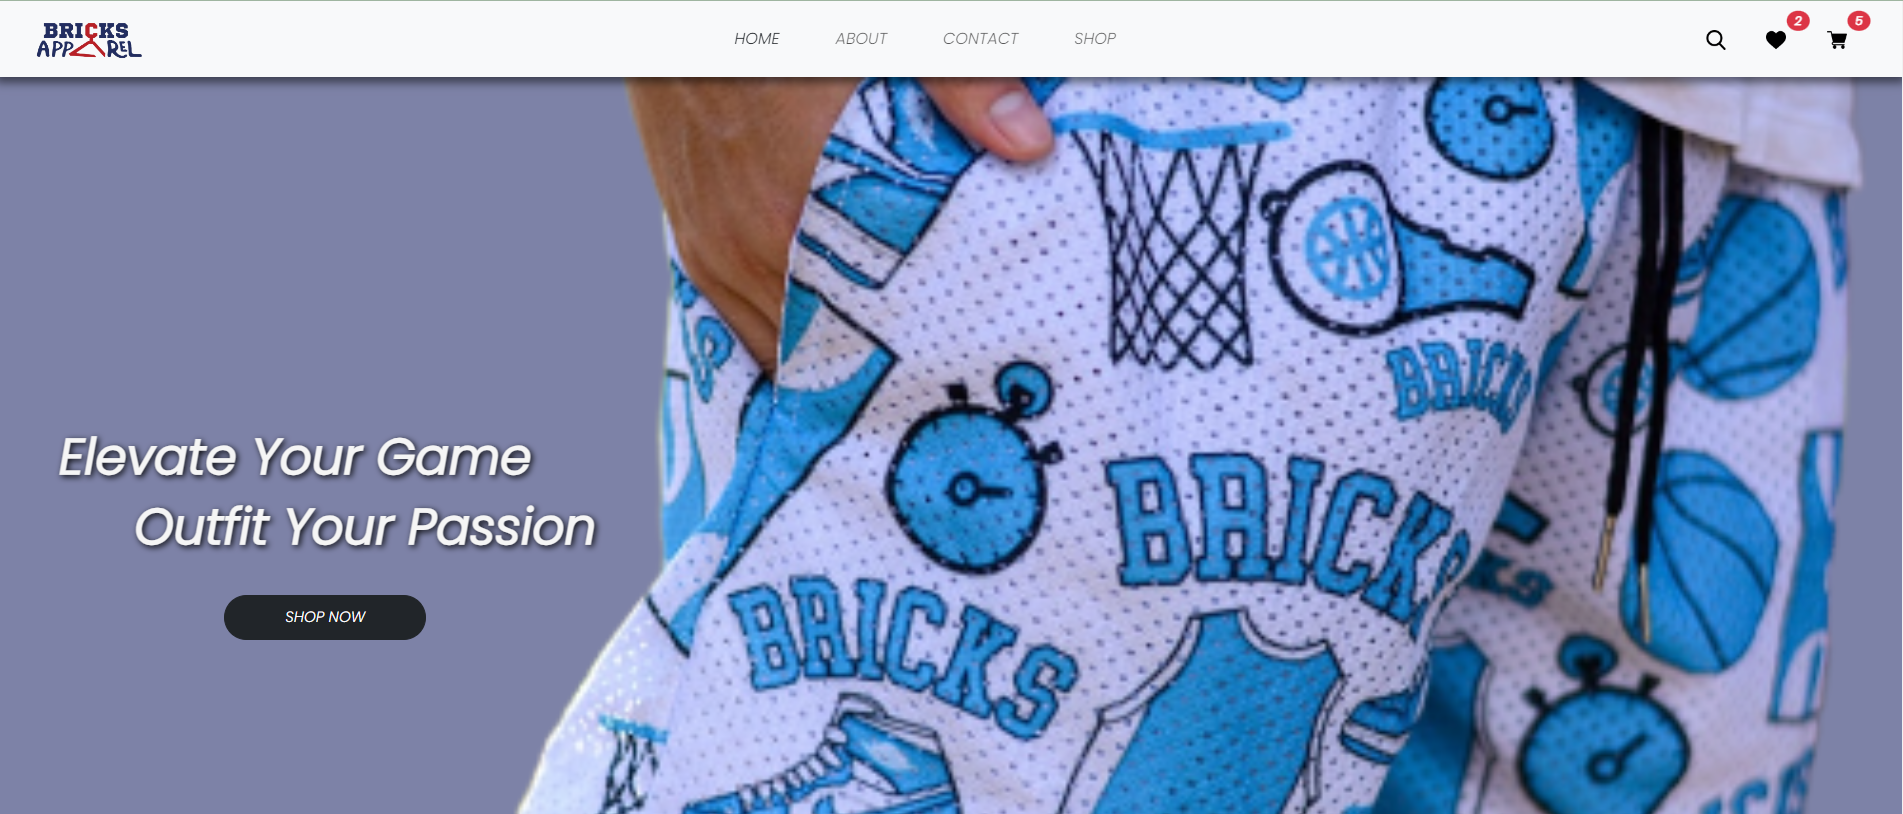 BRICKS
APPAREL
HOME
ABOUT
CONTACT
SHOP
2
5
BRICKS
BRICKS
Elevate Your Game
Outfit Your Passion
BRICKS
SHOP NOW